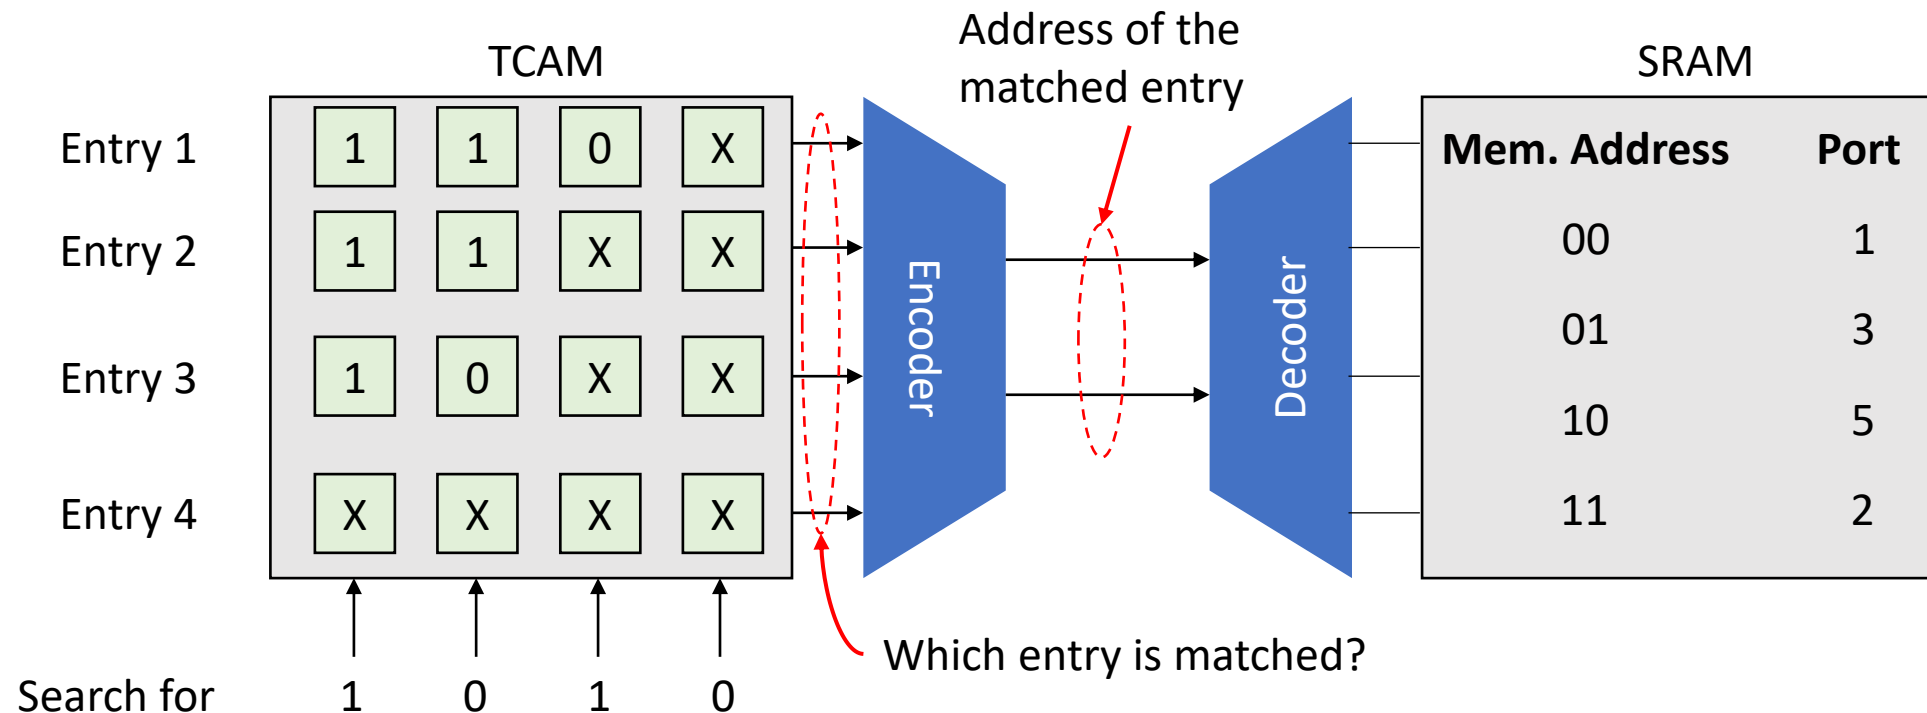 Address of the
matched entry
TCAM
SRAM
Entry 1 1 1 0 X
Entry 2 1 1 X X
Entry 3 1 0 X X
Entry 4 X X X X
Encoder
Decoder
Mem. Address Port
00 1
01 3
10 5
11 2
Which entry is matched?
Search for 1 0 1 0